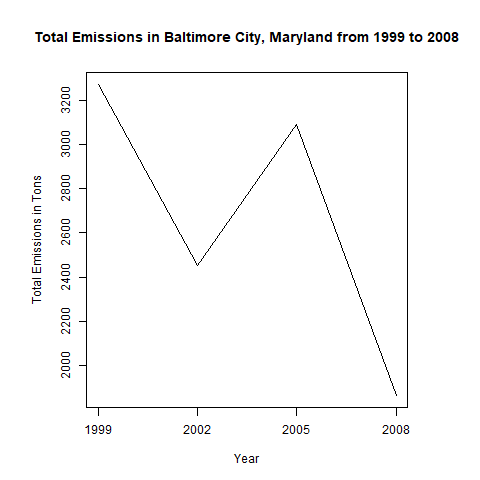 Total Emissions in Baltimore City, Maryland from 1999 to 2008
Total Emissions in Tons
3200
3000
2800
2600
2400
2200
2000
1999 2002 2005 2008
Year